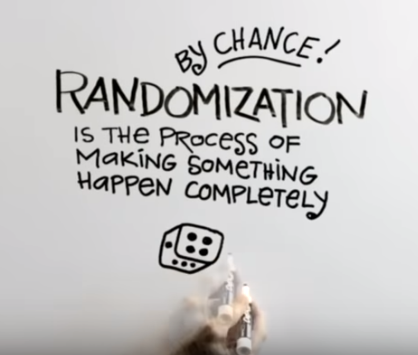 BY CHANCE!
RANDOMIZATION
IS THE PROCESS OF
MAKING SOMETHING
HAPPEN COMPLETELY